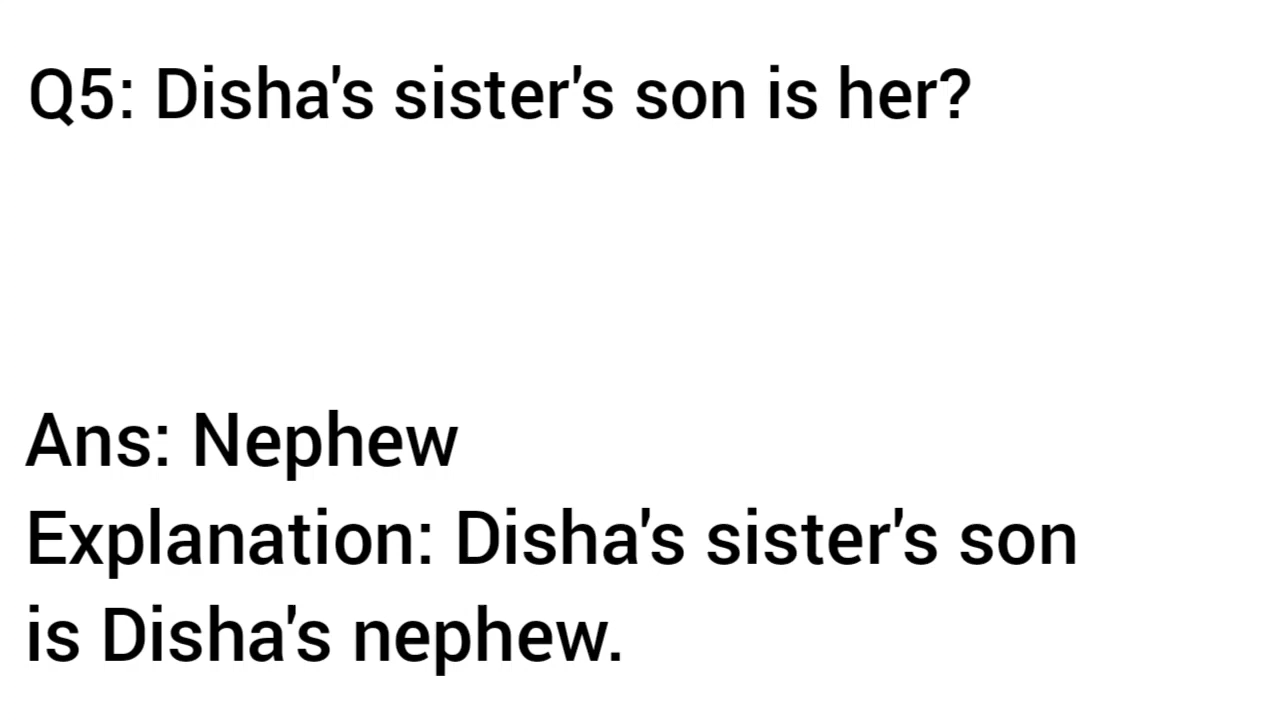 Q5: Disha's sister's son is her?
Ans: Nephew
Explanation: Disha's sister's son
is Disha's nephew.